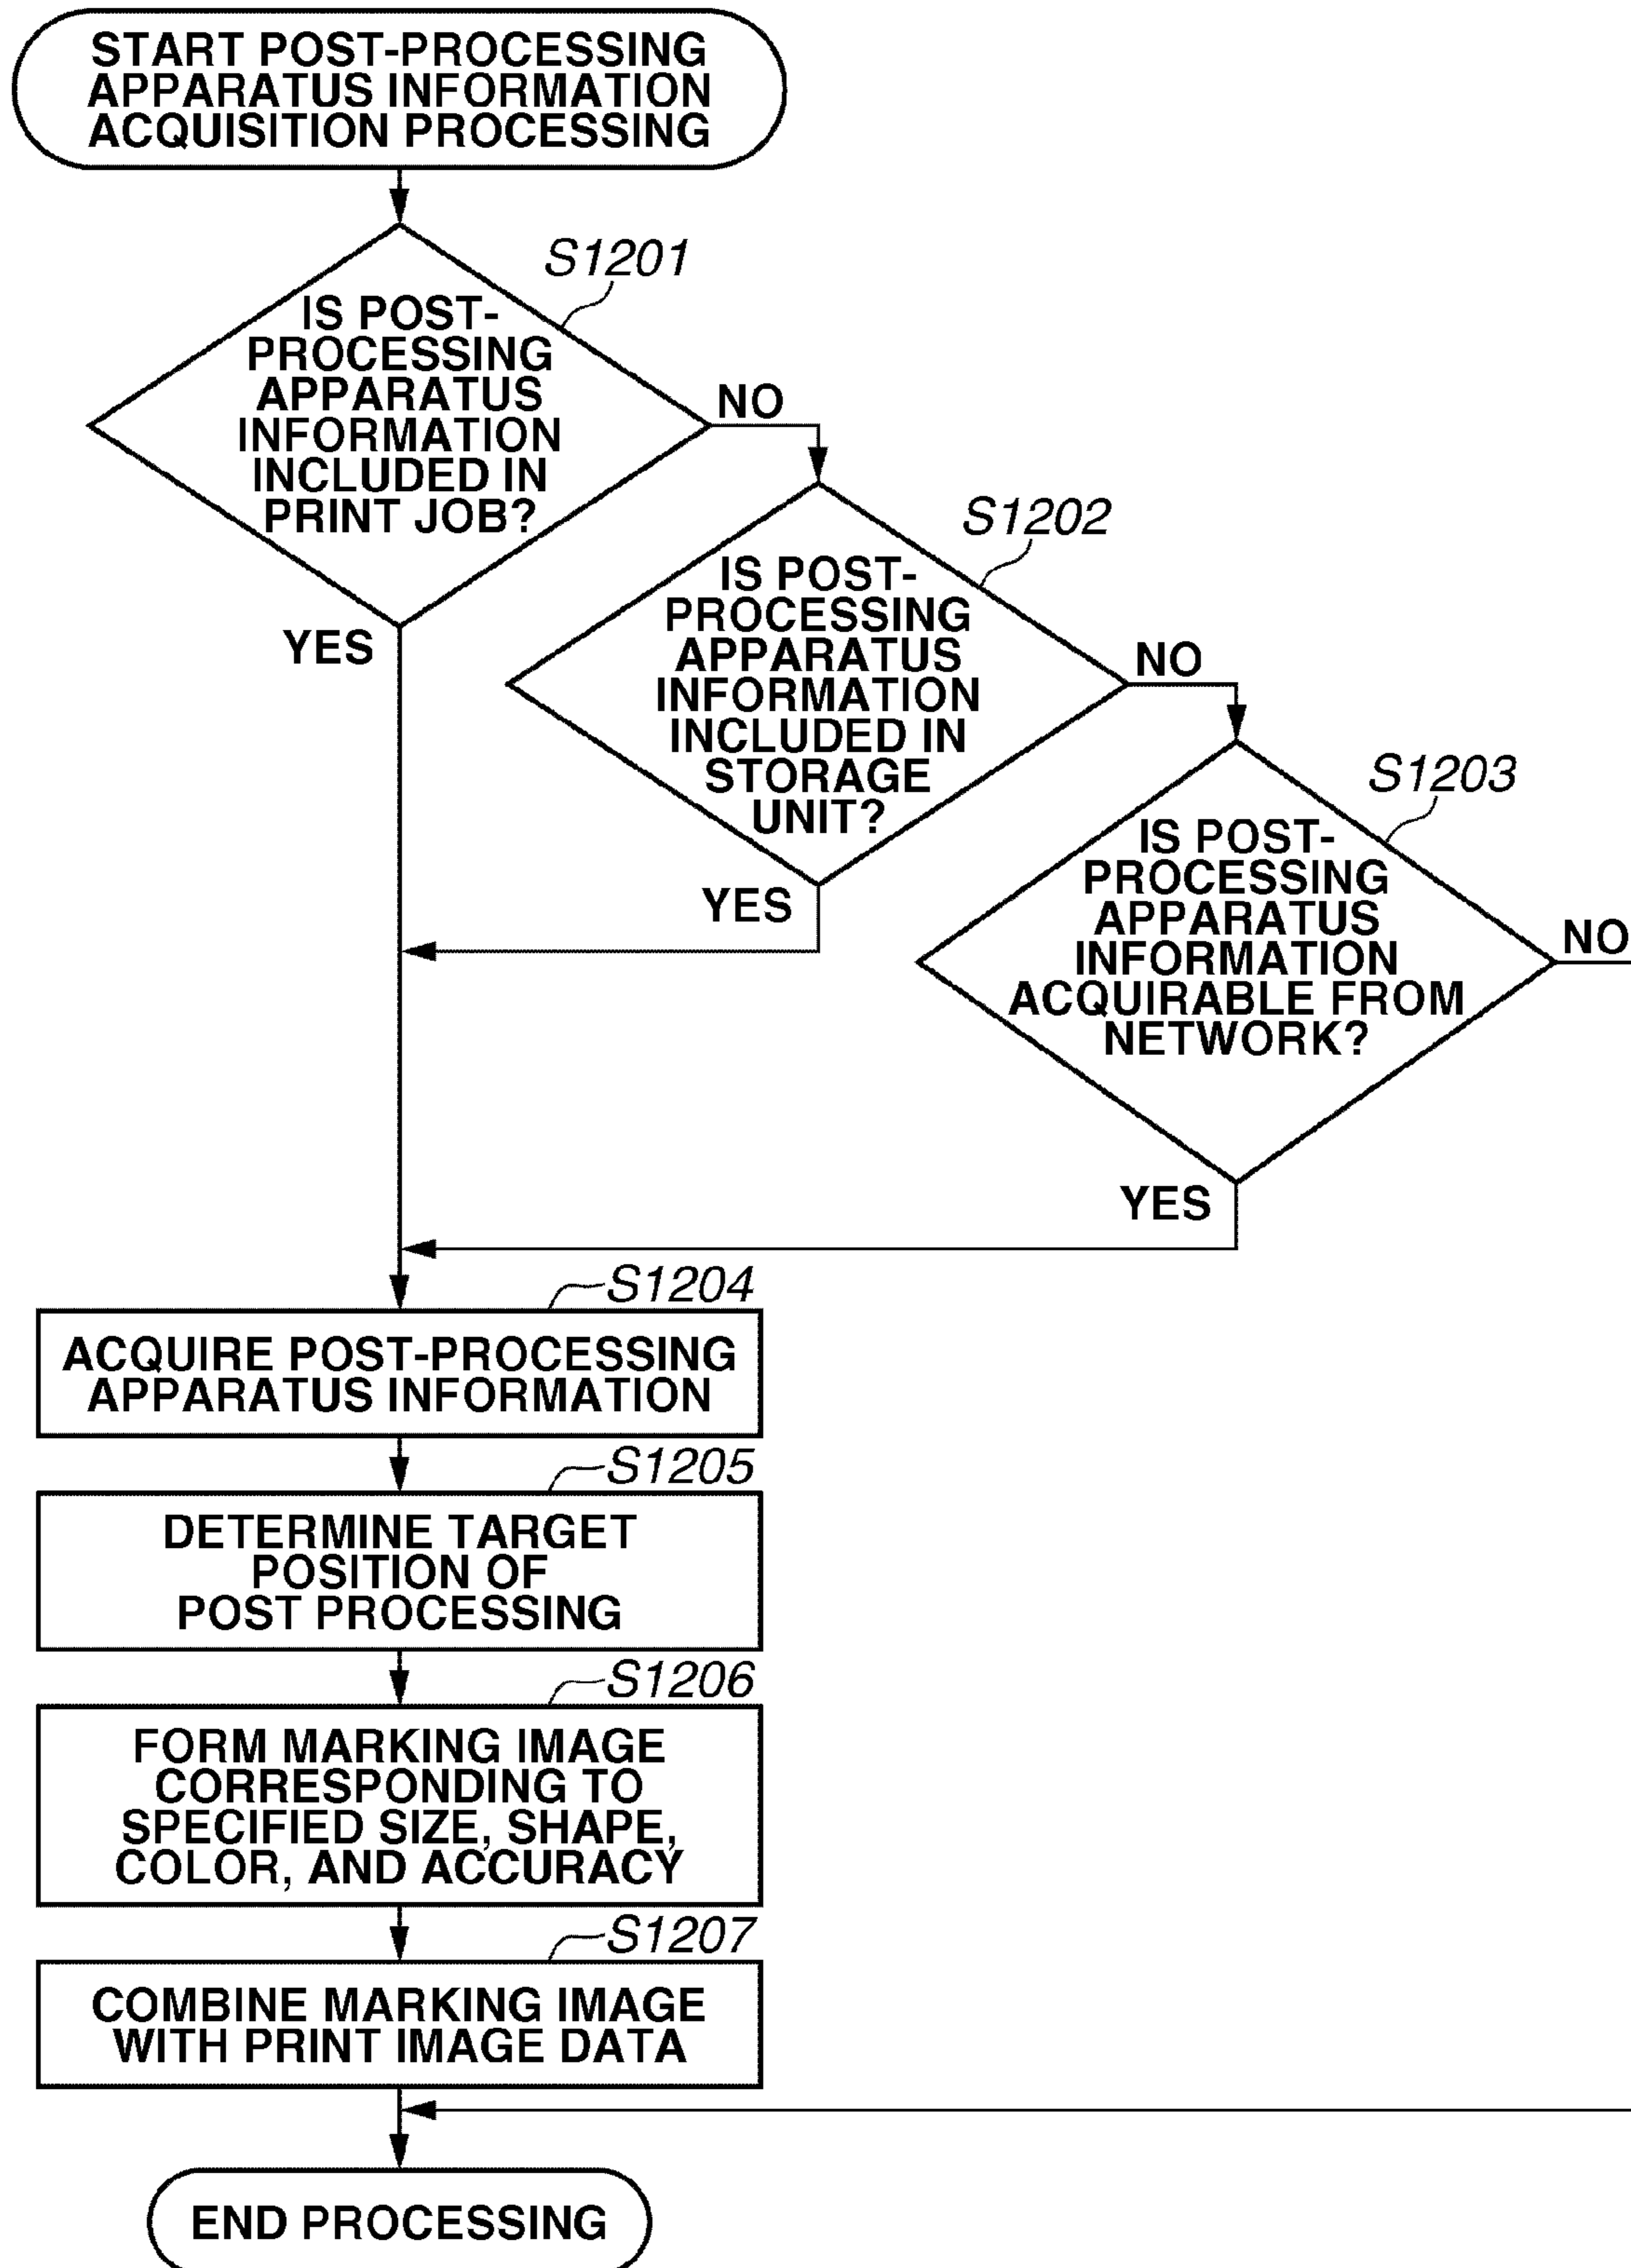 START POST-PROCESSING
APPARATUS INFORMATION
ACQUISITION PROCESSING
S1201
IS POST-
PROCESSING
APPARATUS
INFORMATION
INCLUDED IN
PRINT JOB?
NO
YES
S1202
IS POST-
PROCESSING
APPARATUS
INFORMATION
INCLUDED IN
STORAGE
UNIT?
NO
YES
S1203
IS POST-
PROCESSING
APPARATUS
INFORMATION
ACQUIRABLE FROM
NETWORK?
NO
YES
S1204
ACQUIRE POST-PROCESSING
APPARATUS INFORMATION
S1205
DETERMINE TARGET
POSITION OF
POST PROCESSING
S1206
FORM MARKING IMAGE
CORRESPONDING TO
SPECIFIED SIZE, SHAPE,
COLOR, AND ACCURACY
S1207
COMBINE MARKING IMAGE
WITH PRINT IMAGE DATA
END PROCESSING